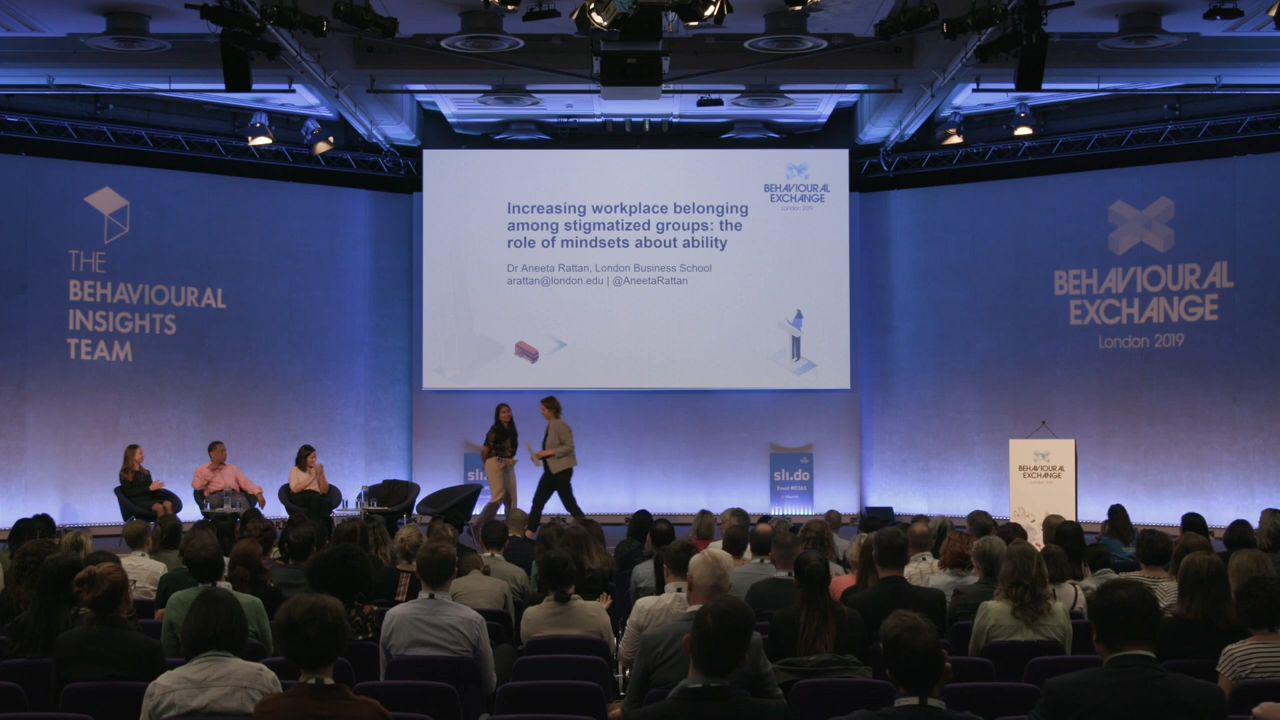 THE
BEHAVIOURAL
INSIGHTS
TEAM
Increasing workplace belonging
among stigmatized groups: the
role of mindsets about ability
Dr Aneeta Rattan, London Business School
arattan@london.edu | @AneetaRattan
BEHAVIOURAL
EXCHANGE
London 2019
BEHAVIOURAL
EXCHANGE
London 2019
sli.do
sli.do
BEHAVIOURAL
EXCHANGE